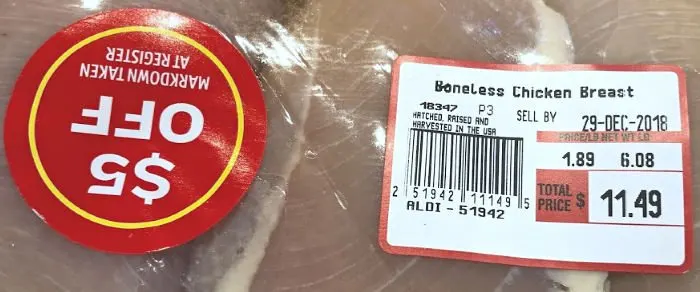 $5
OFF
MARKDOWN TAKEN
AT REGISTER
Boneless Chicken Breast
48347 P3 SELL BY 29-DEC-2018
HATCHED, RAISED AND
HARVESTED IN THE USA
PRICE/LB NET WT LB
1.89 6.08
TOTAL
PRICE $ 11.49
2 51942 11149 5
ALDI - 51942